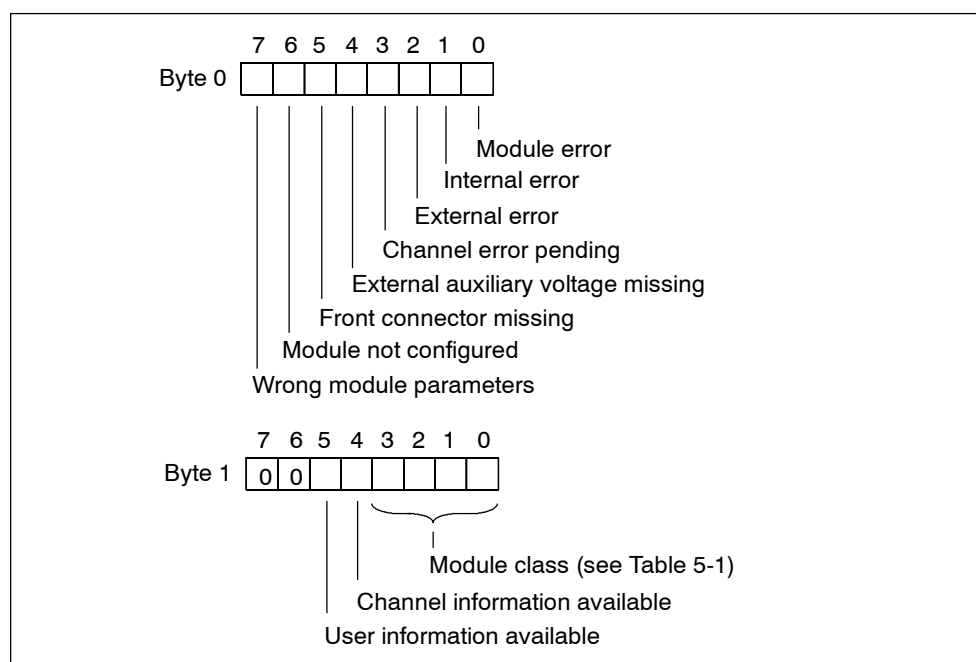 7 6 5 4 3 2 1 0
Byte 0
Module error
Internal error
External error
Channel error pending
External auxiliary voltage missing
Front connector missing
Module not configured
Wrong module parameters
7 6 5 4 3 2 1 0
Byte 1 0 0
Module class (see Table 5-1)
Channel information available
User information available